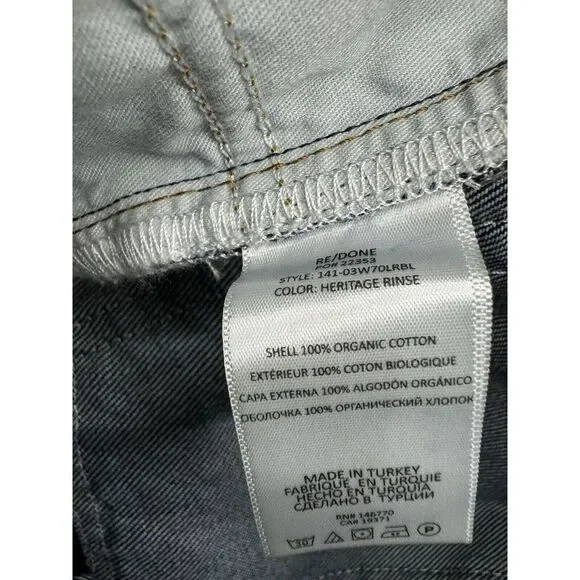 RE/DONE
POR 22353
STYLE: 141-03W70LRBL
COLOR: HERITAGE RINSE
SHELL 100% ORGANIC COTTON
EXTÉRIEUR 100% COTON BIOLOGIQUE
CAPA EXTERNA 100% ALGODÓN ORGÁNICO
ОБОЛОЧКА 100% ОРГАНИЧЕСКИЙ ХЛОПОК
MADE IN TURKEY
FABRIQUÉ EN TURQUIE
HECHO EN TURQUÍA
СДЕЛАНО В ТУРЦИИ
RN# 146770
CA# 19371
30 P